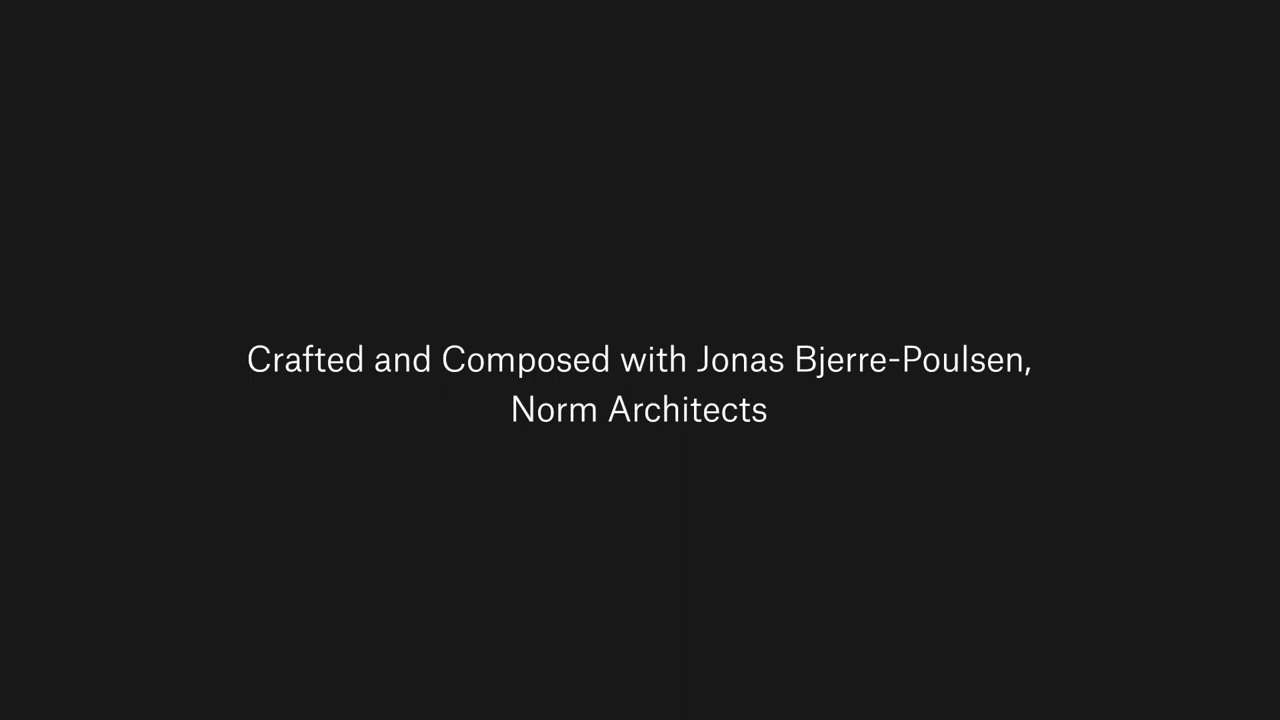 Crafted and Composed with Jonas Bjerre-Poulsen,
Norm Architects